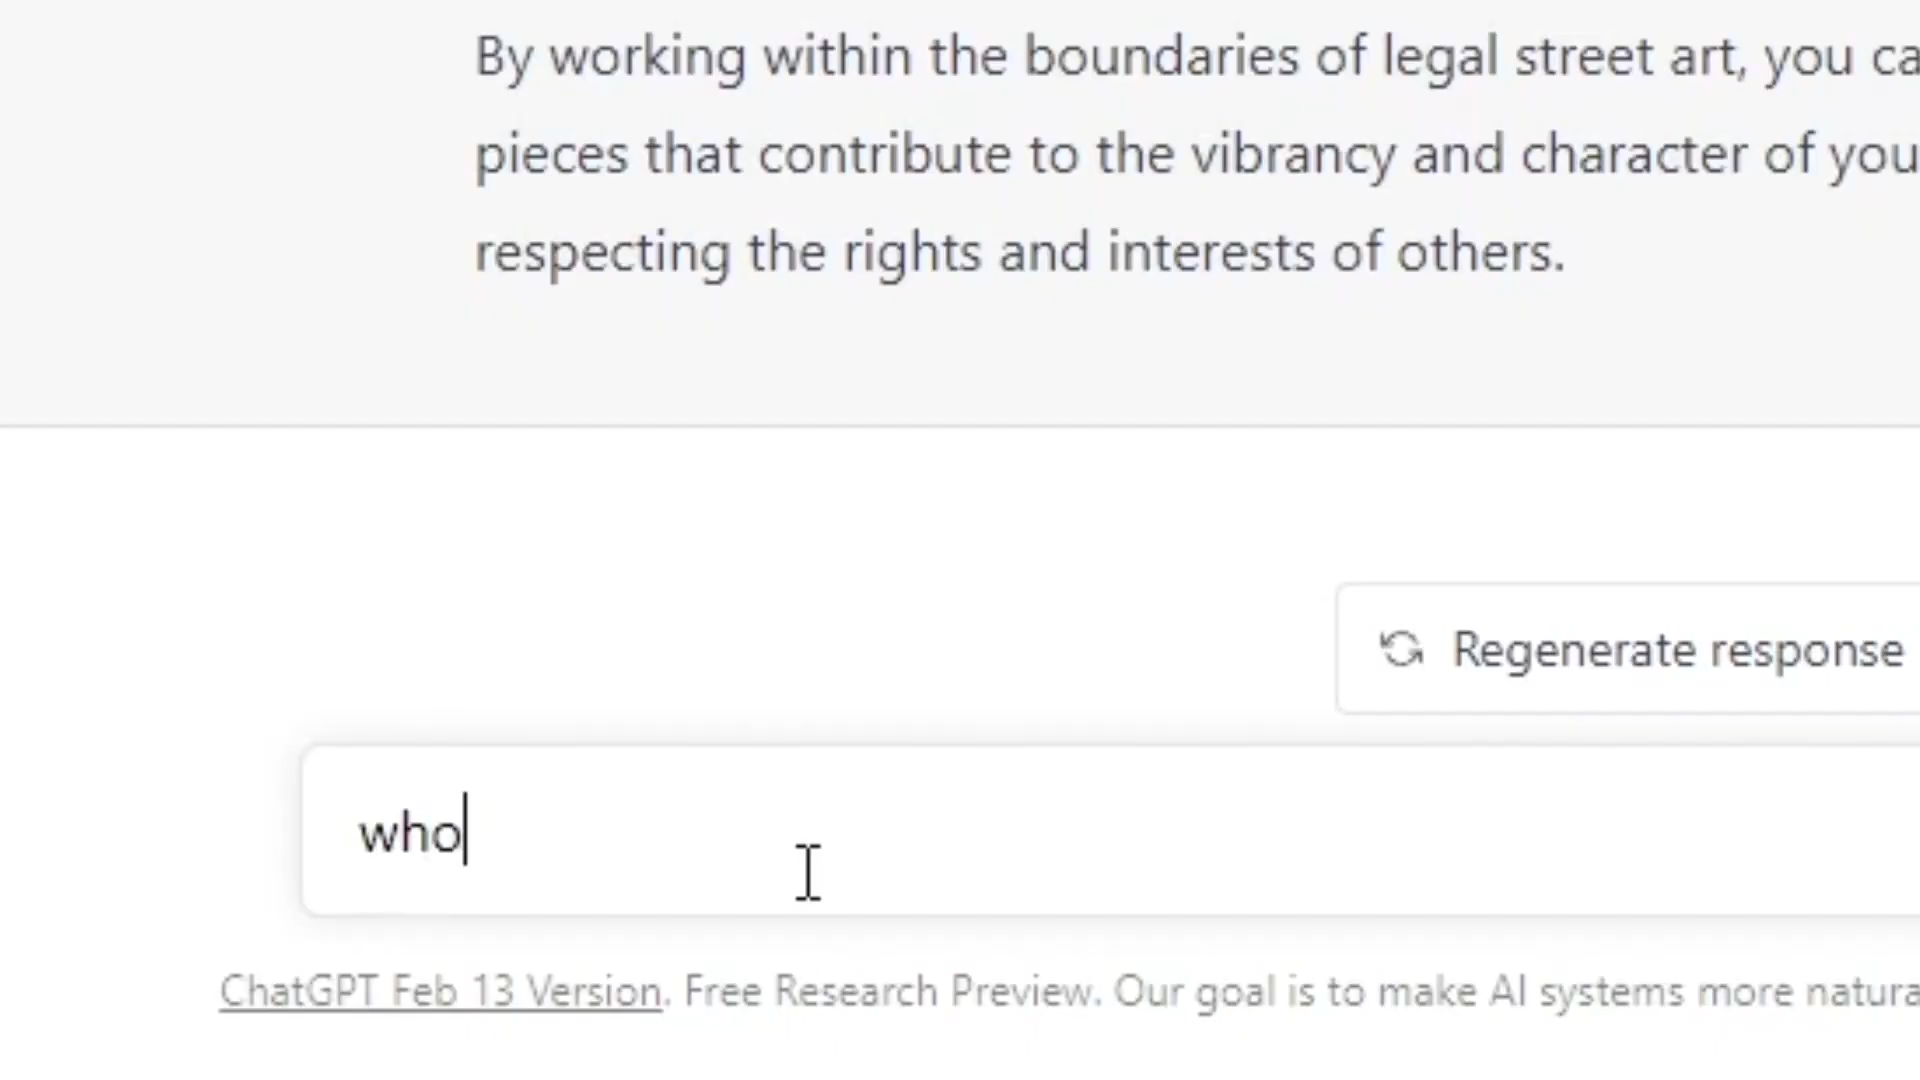 By working within the boundaries of legal street art, you ca
pieces that contribute to the vibrancy and character of you
respecting the rights and interests of others.
Regenerate response
who
ChatGPT Feb 13 Version. Free Research Preview. Our goal is to make AI systems more natura